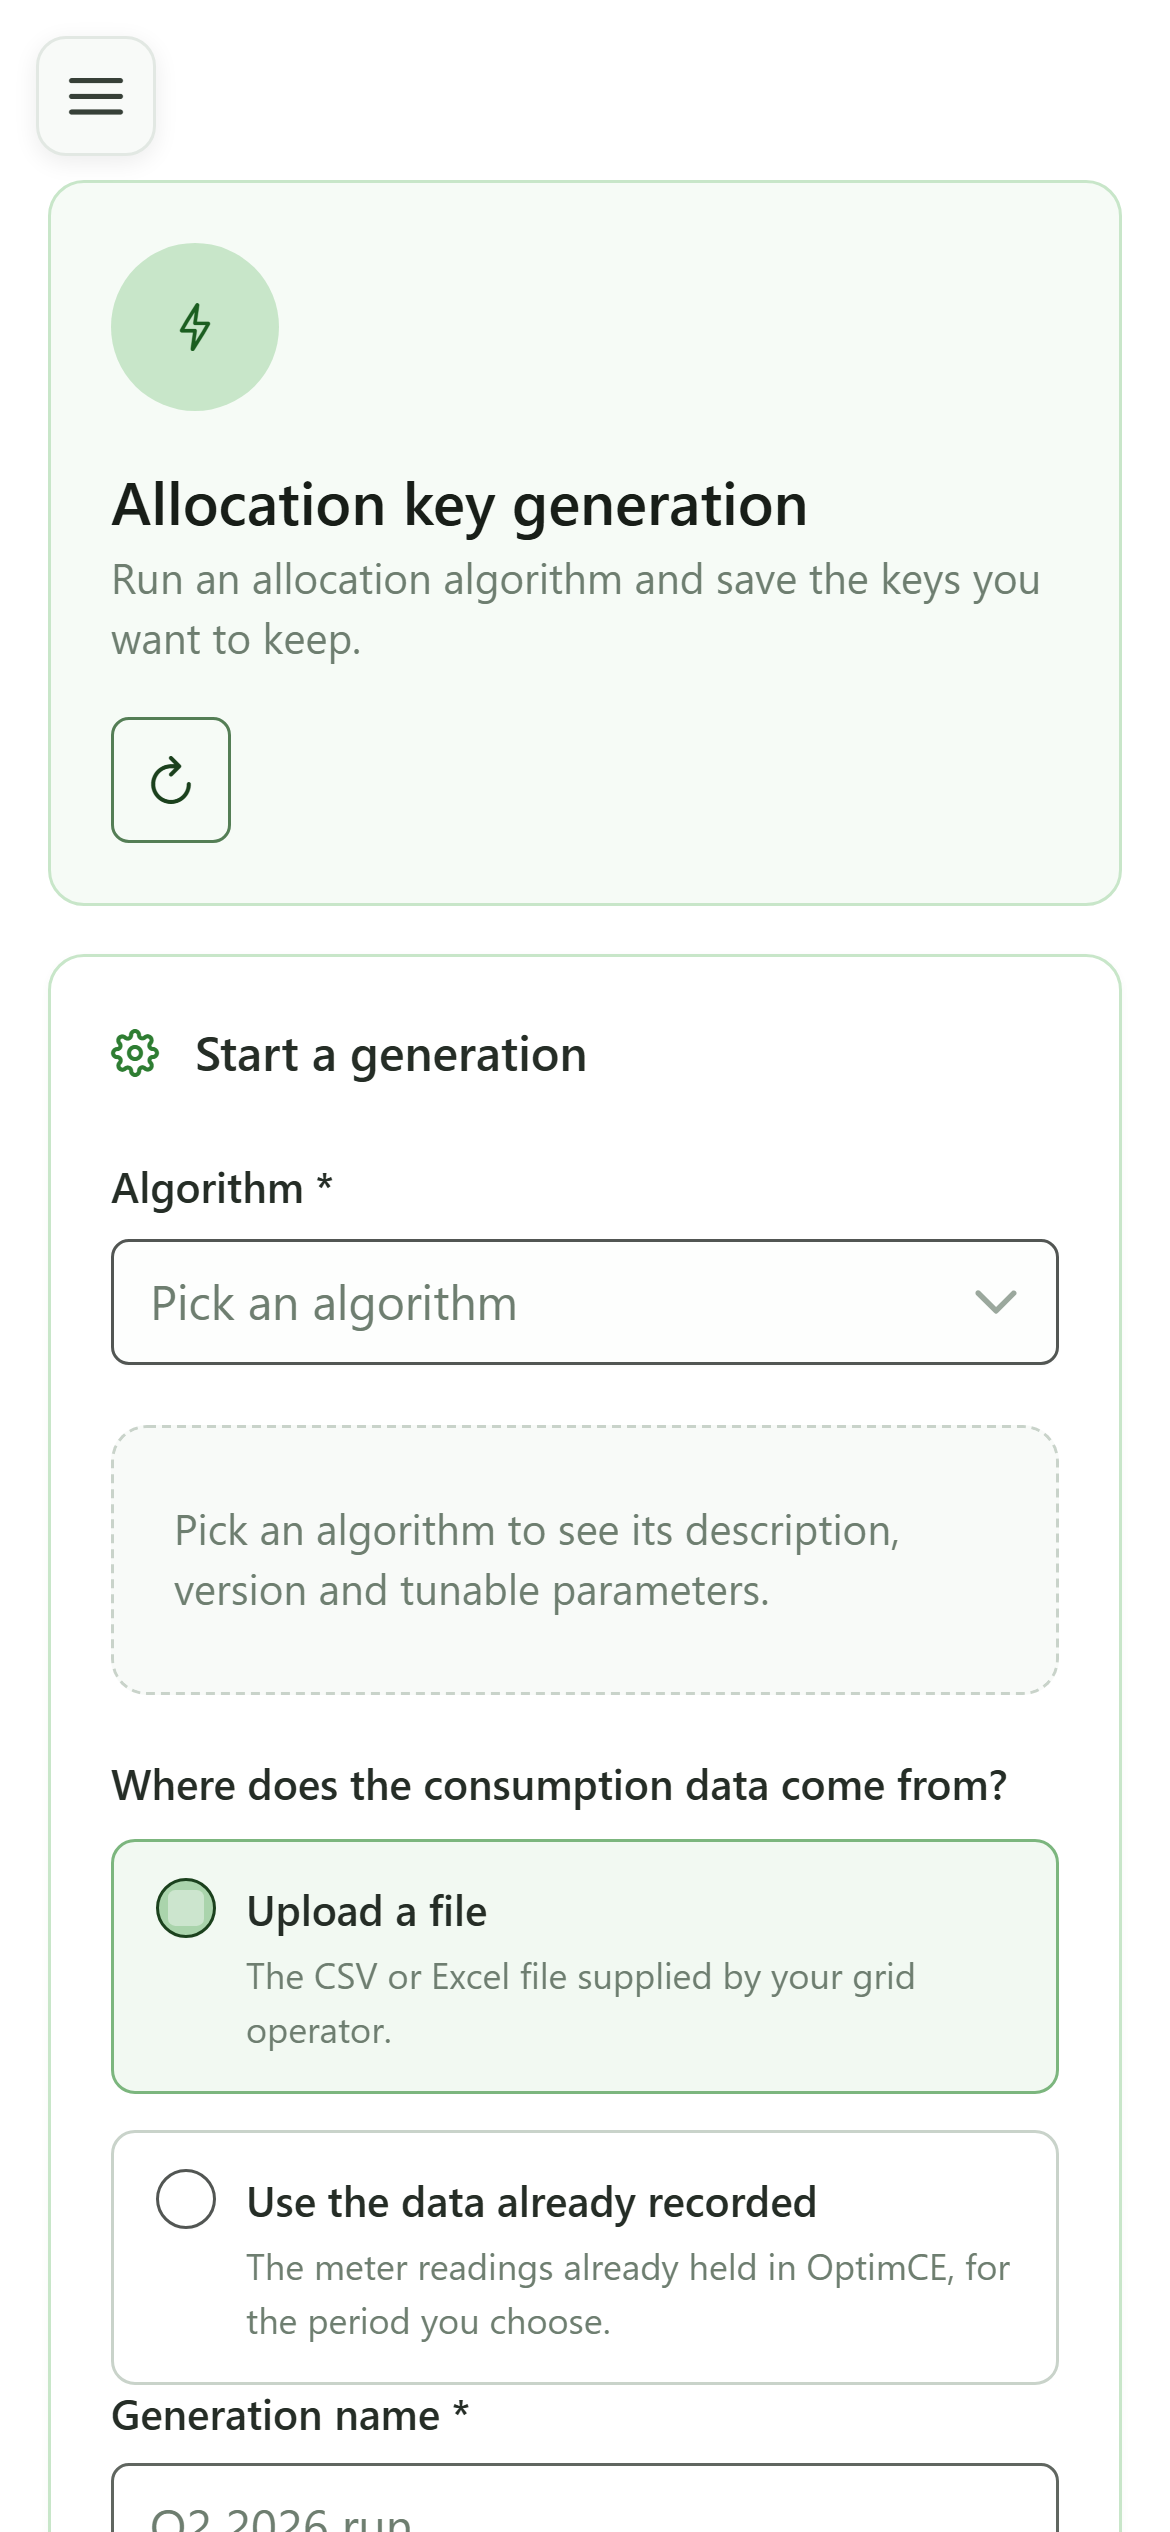 Allocation key generation
Run an allocation algorithm and save the keys you
want to keep.
Start a generation
Algorithm *
Pick an algorithm
Pick an algorithm to see its description,
version and tunable parameters.
Where does the consumption data come from?
Upload a file
The CSV or Excel file supplied by your grid
operator.
Use the data already recorded
The meter readings already held in OptimCE, for
the period you choose.
Generation name *
Q2 2026 run